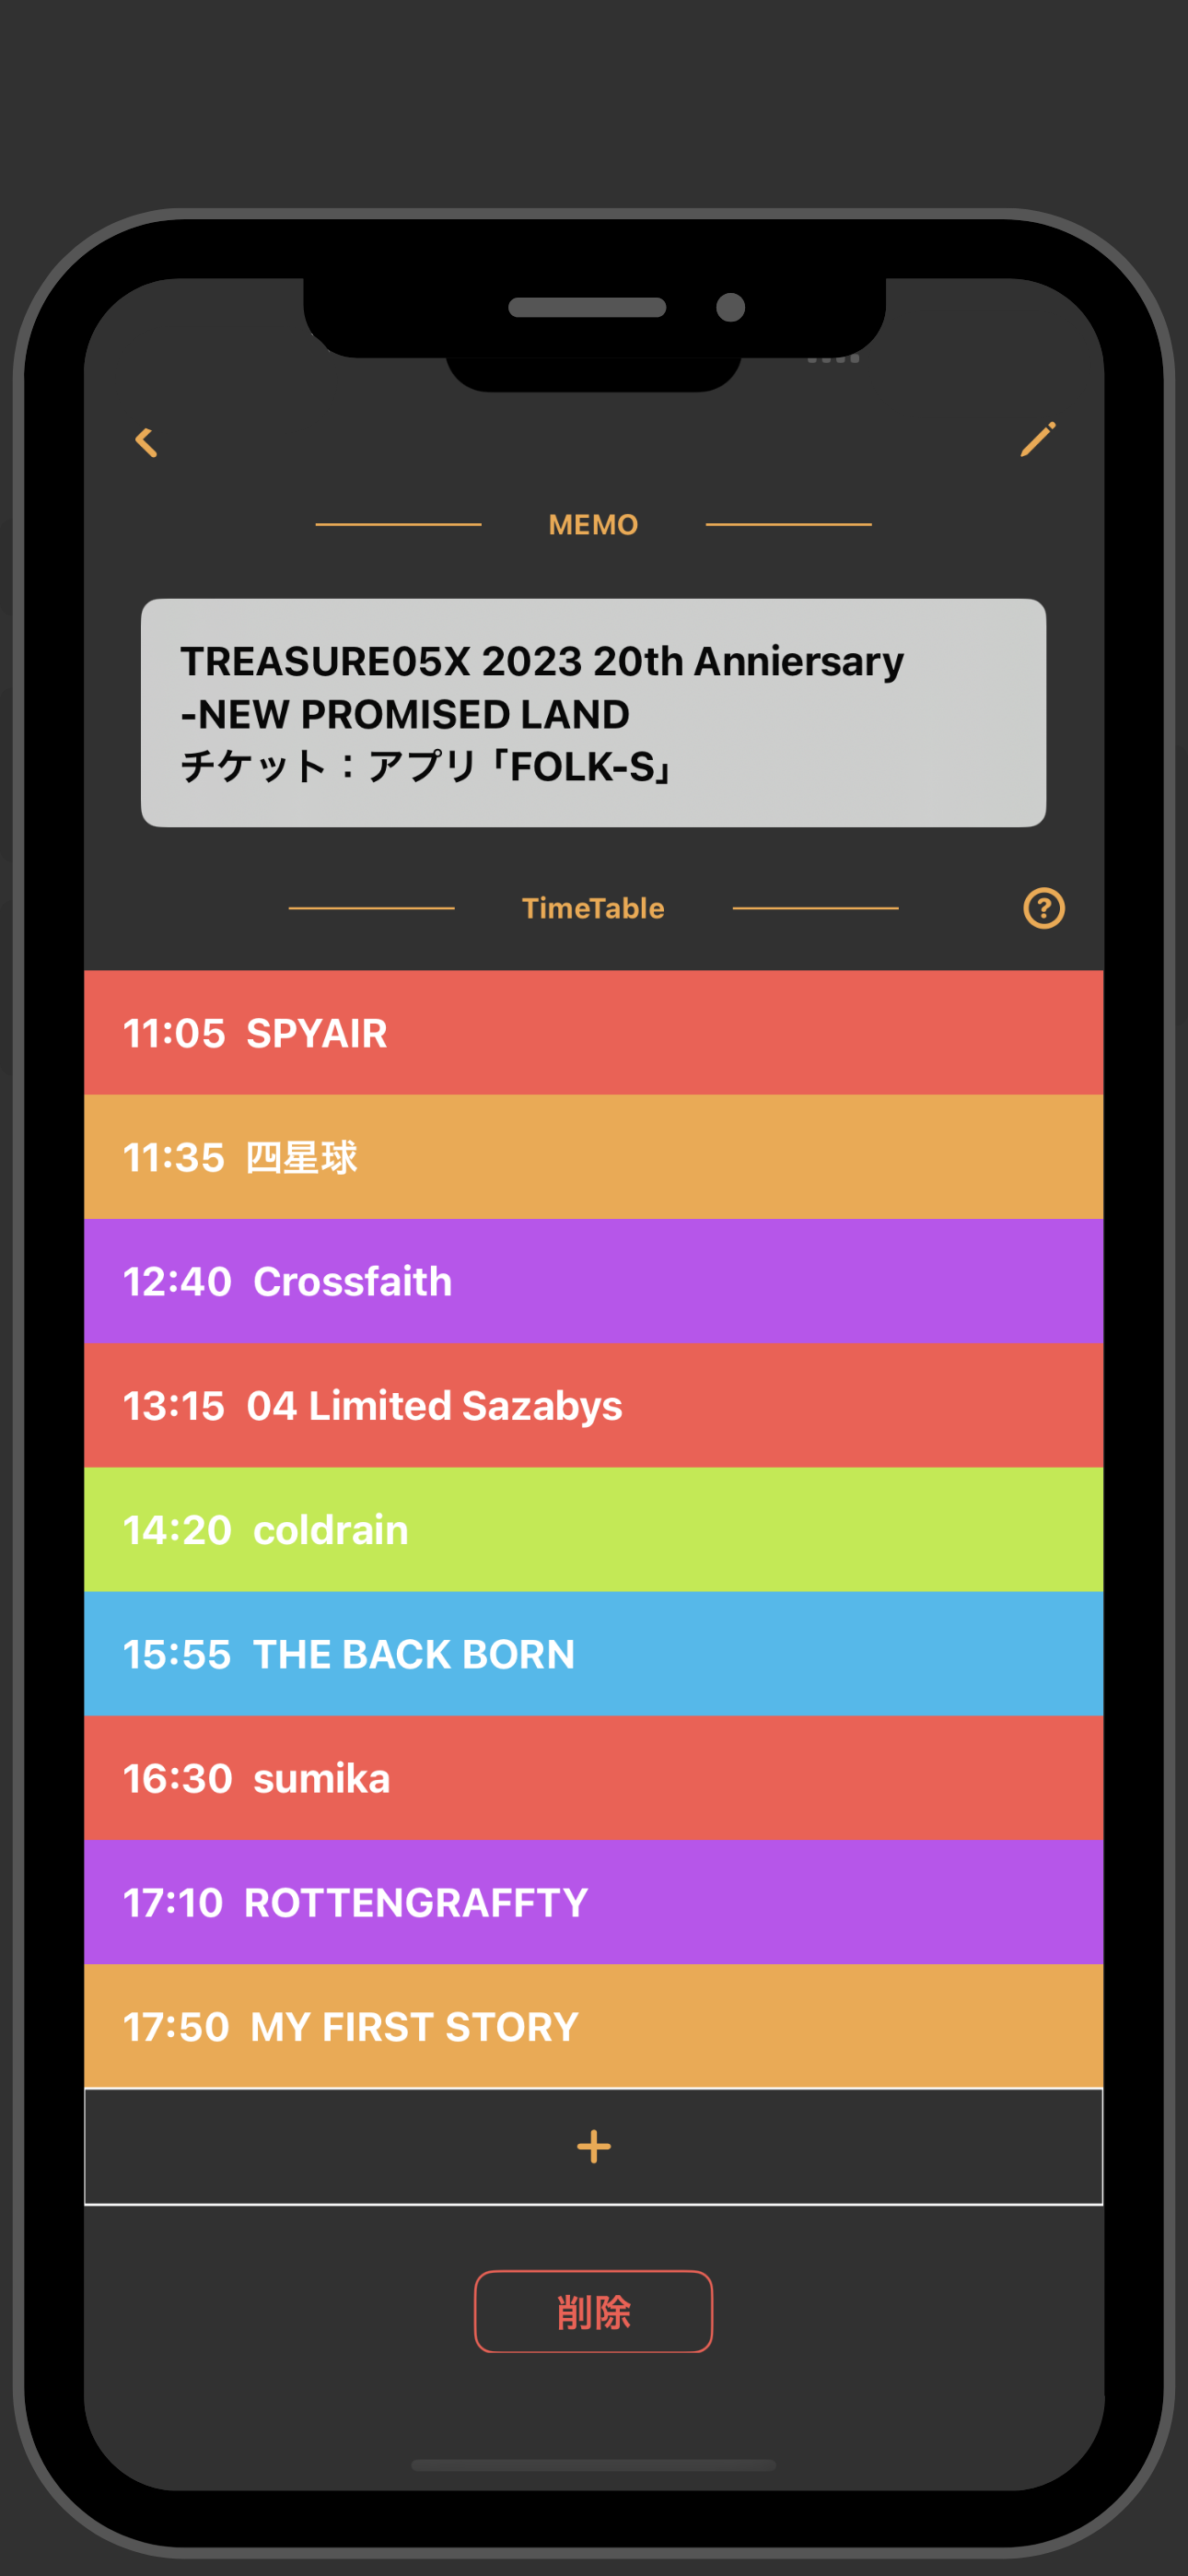 MEMO
TREASURE05X 2023 20th Anniersary
-NEW PROMISED LAND
チケット：アプリ「FOLK-S」
TimeTable
?
11:05 SPYAIR
11:35 四星球
12:40 Crossfaith
13:15 04 Limited Sazabys
14:20 coldrain
15:55 THE BACK BORN
16:30 sumika
17:10 ROTTENGRAFFTY
17:50 MY FIRST STORY
+
削除